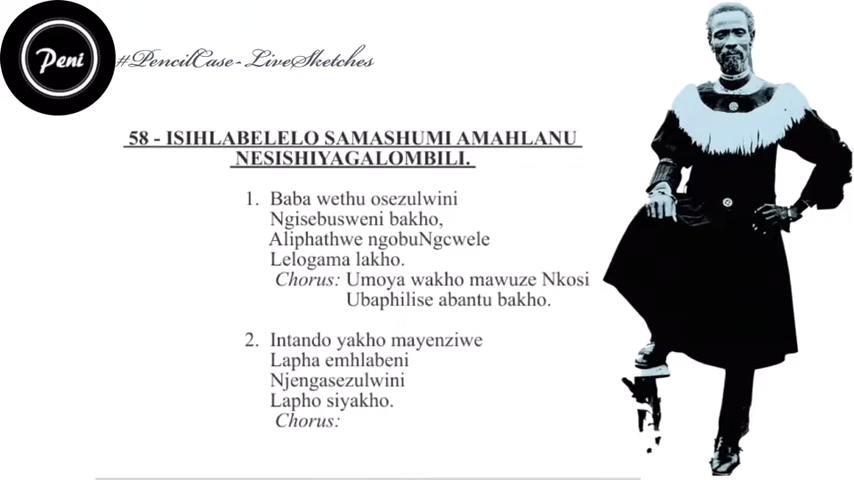 Peni
#PencilCase-LiveSketches
58 - ISIHLABELELO SAMASHUMI AMAHLANU
NESISHIYAGALOMBILI.
1. Baba wethu osezulwini
Ngisebusweni bakho,
Aliphathwe ngobuNgcwele
Lelogama lakho.
Chorus: Umoya wakho mawuze Nkosi
Ubaphilise abantu bakho.
2. Intando yakho mayenziwe
Lapha emhlabeni
Njengasezulwini
Lapho siyakho.
Chorus: